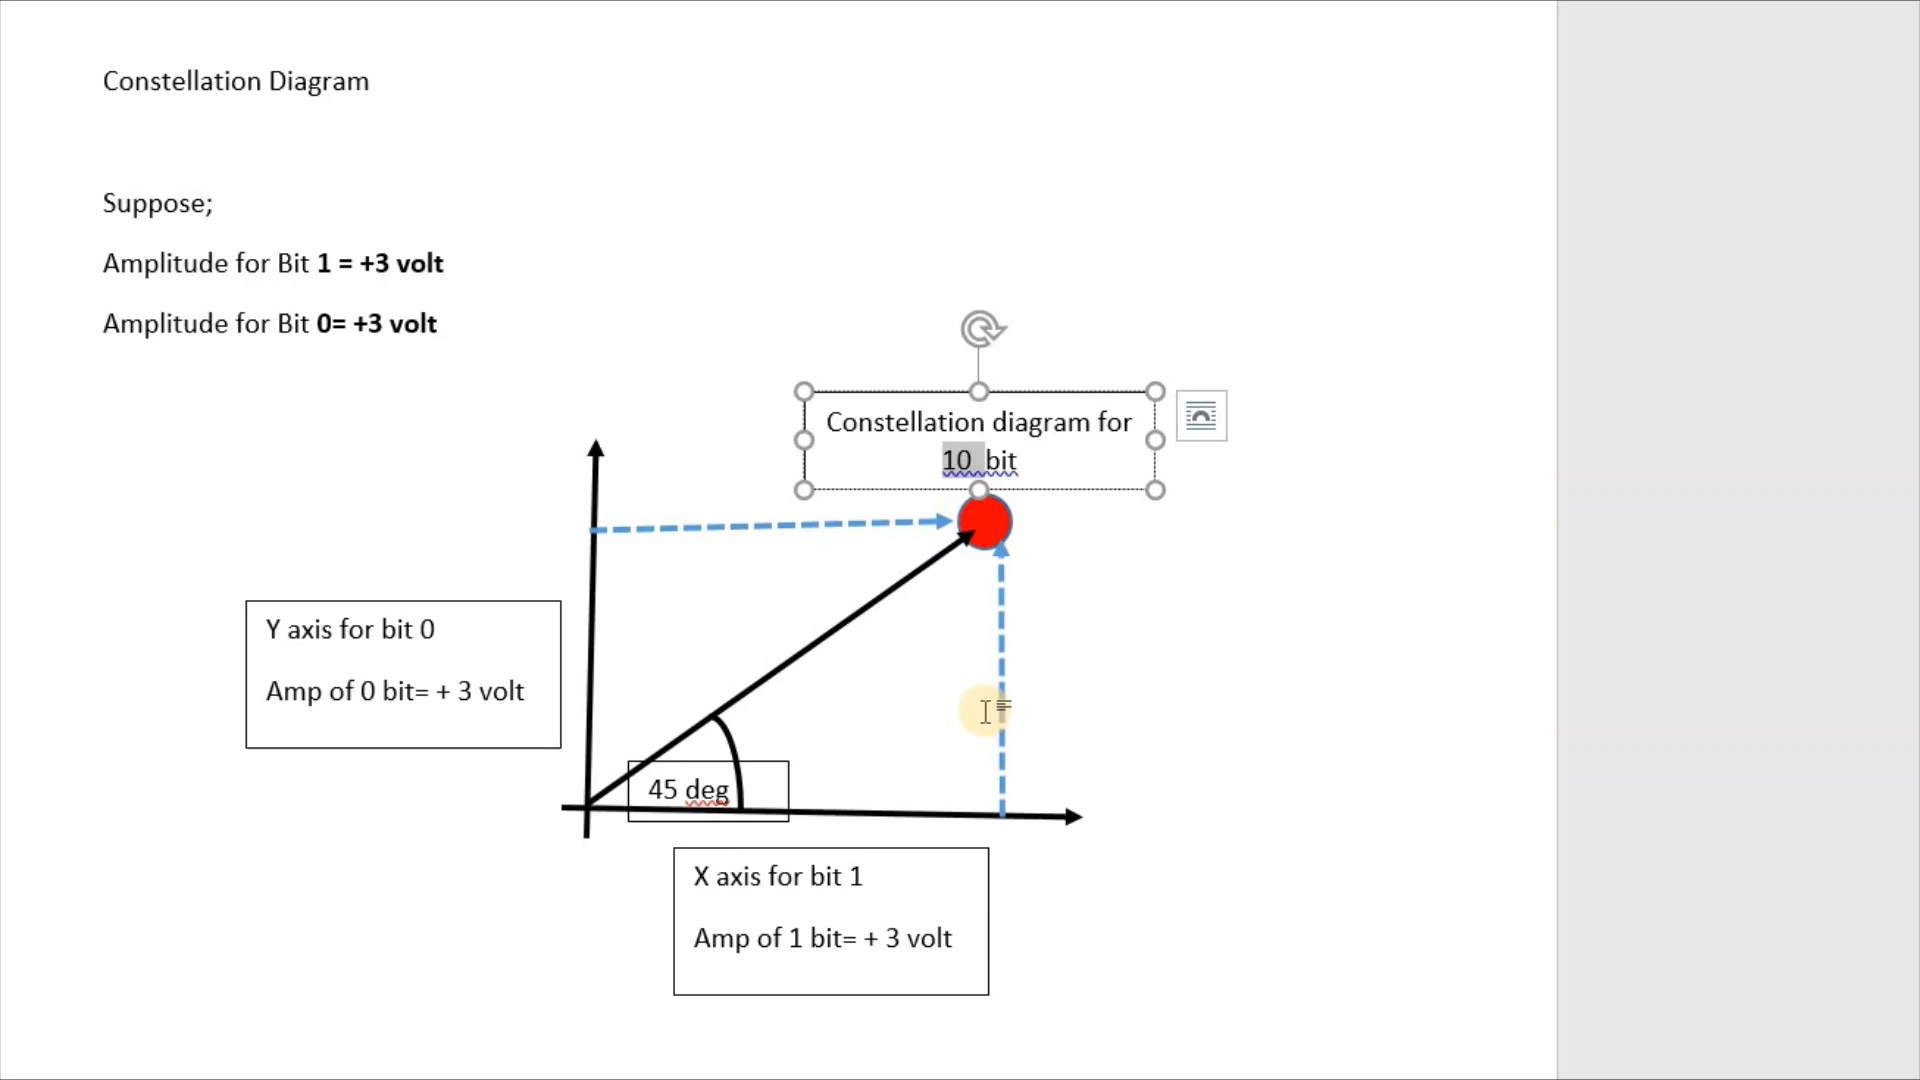 Constellation Diagram
Suppose;
Amplitude for Bit 1 = +3 volt
Amplitude for Bit 0= +3 volt
Constellation diagram for
10 bit
Y axis for bit 0
Amp of 0 bit= + 3 volt
45 deg
X axis for bit 1
Amp of 1 bit= + 3 volt